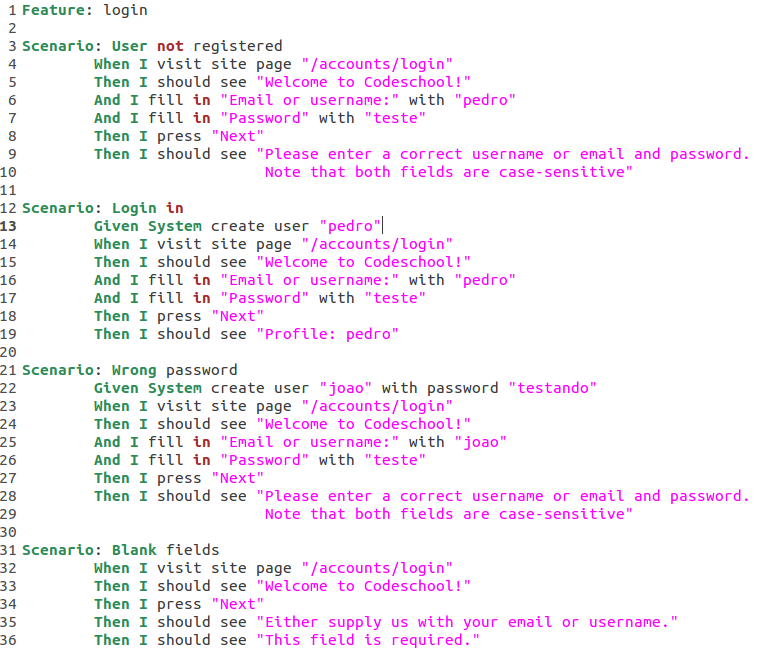 1 Feature: login
2
3 Scenario: User not registered
4         When I visit site page "/accounts/login"
5         Then I should see "Welcome to Codeschool!"
6         And I fill in "Email or username:" with "pedro"
7         And I fill in "Password" with "teste"
8         Then I press "Next"
9         Then I should see "Please enter a correct username or email and password.
10                            Note that both fields are case-sensitive"
11
12 Scenario: Login in
13         Given System create user "pedro"
14         When I visit site page "/accounts/login"
15         Then I should see "Welcome to Codeschool!"
16         And I fill in "Email or username:" with "pedro"
17         And I fill in "Password" with "teste"
18         Then I press "Next"
19         Then I should see "Profile: pedro"
20
21 Scenario: Wrong password
22         Given System create user "joao" with password "testando"
23         When I visit site page "/accounts/login"
24         Then I should see "Welcome to Codeschool!"
25         And I fill in "Email or username:" with "joao"
26         And I fill in "Password" with "teste"
27         Then I press "Next"
28         Then I should see "Please enter a correct username or email and password.
29                            Note that both fields are case-sensitive"
30
31 Scenario: Blank fields
32         When I visit site page "/accounts/login"
33         Then I should see "Welcome to Codeschool!"
34         Then I press "Next"
35         Then I should see "Either supply us with your email or username."
36         Then I should see "This field is required."